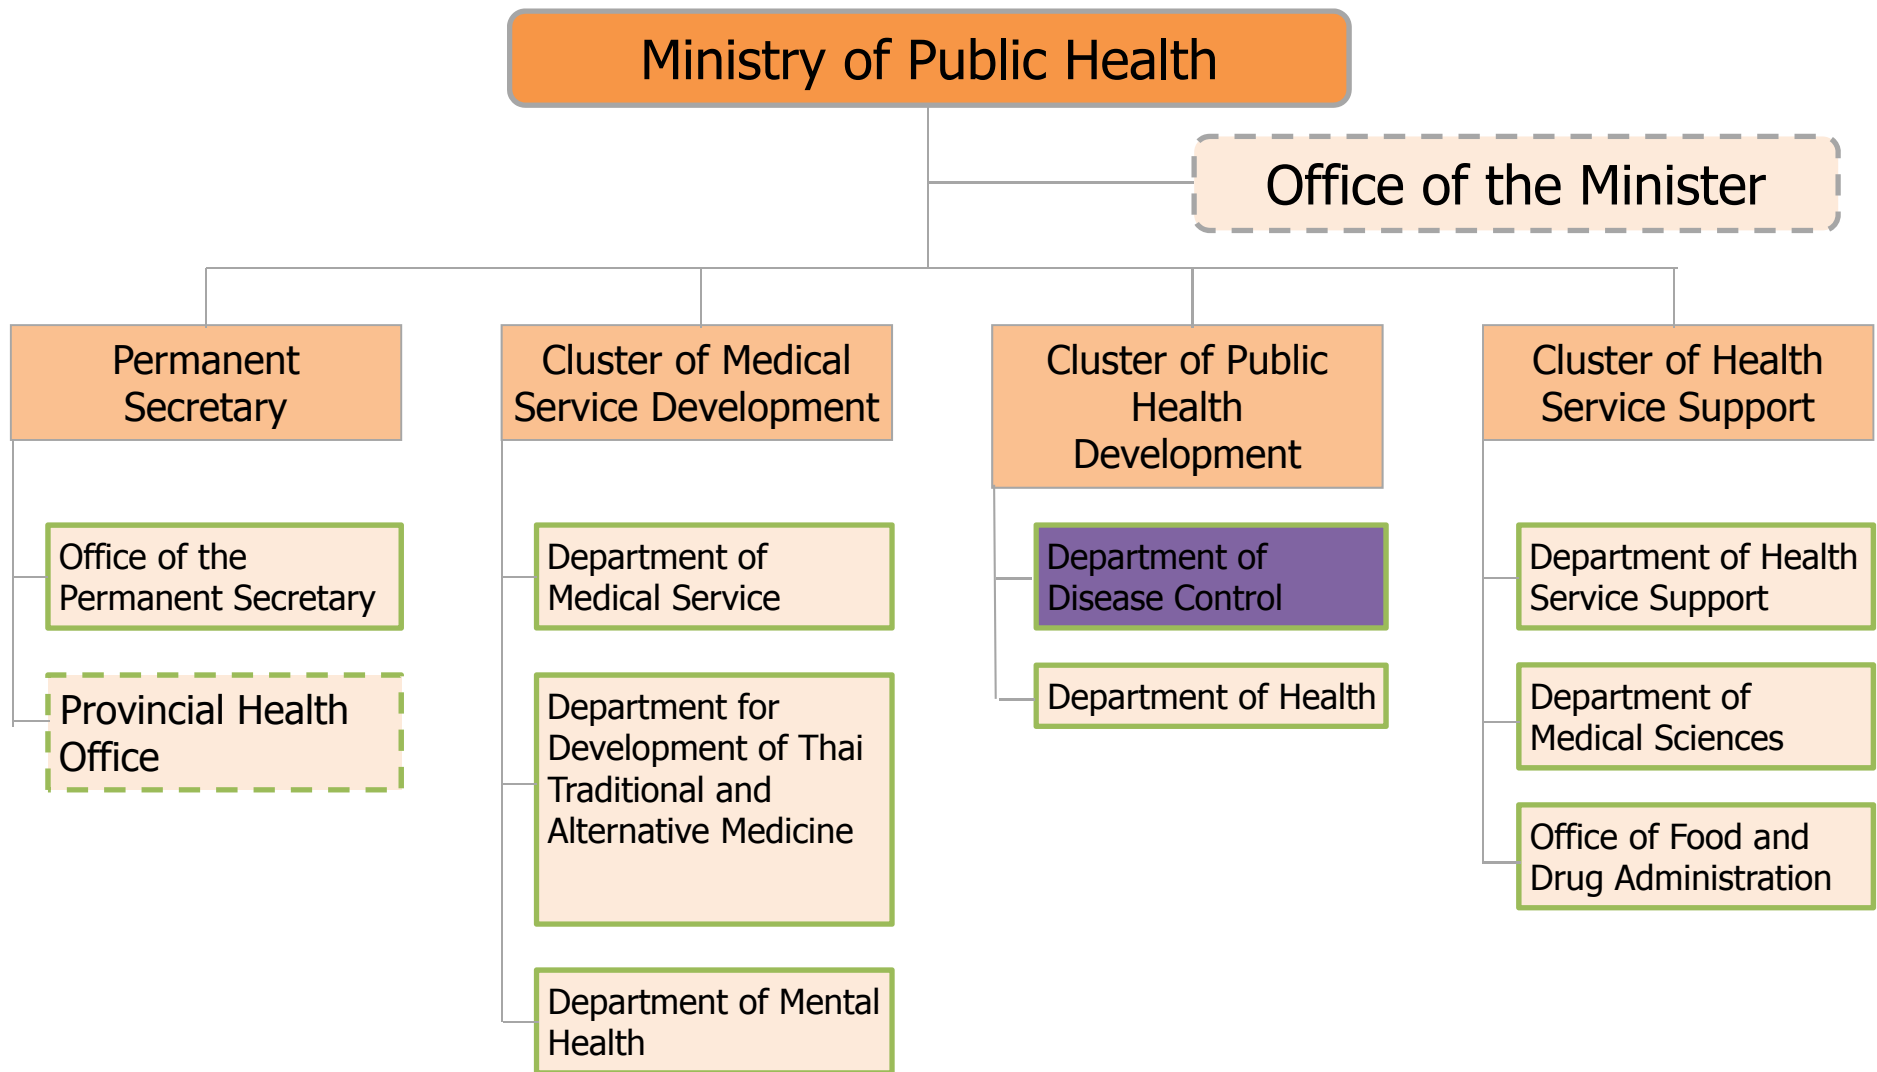 Ministry of Public Health
Office of the Minister
Permanent
Secretary
Cluster of Medical
Service Development
Cluster of Public
Health
Development
Cluster of Health
Service Support
Office of the
Permanent Secretary
Provincial Health
Office
Department of
Medical Service
Department for
Development of Thai
Traditional and
Alternative Medicine
Department of Mental
Health
Department of
Disease Control
Department of Health
Department of Health
Service Support
Department of
Medical Sciences
Office of Food and
Drug Administration